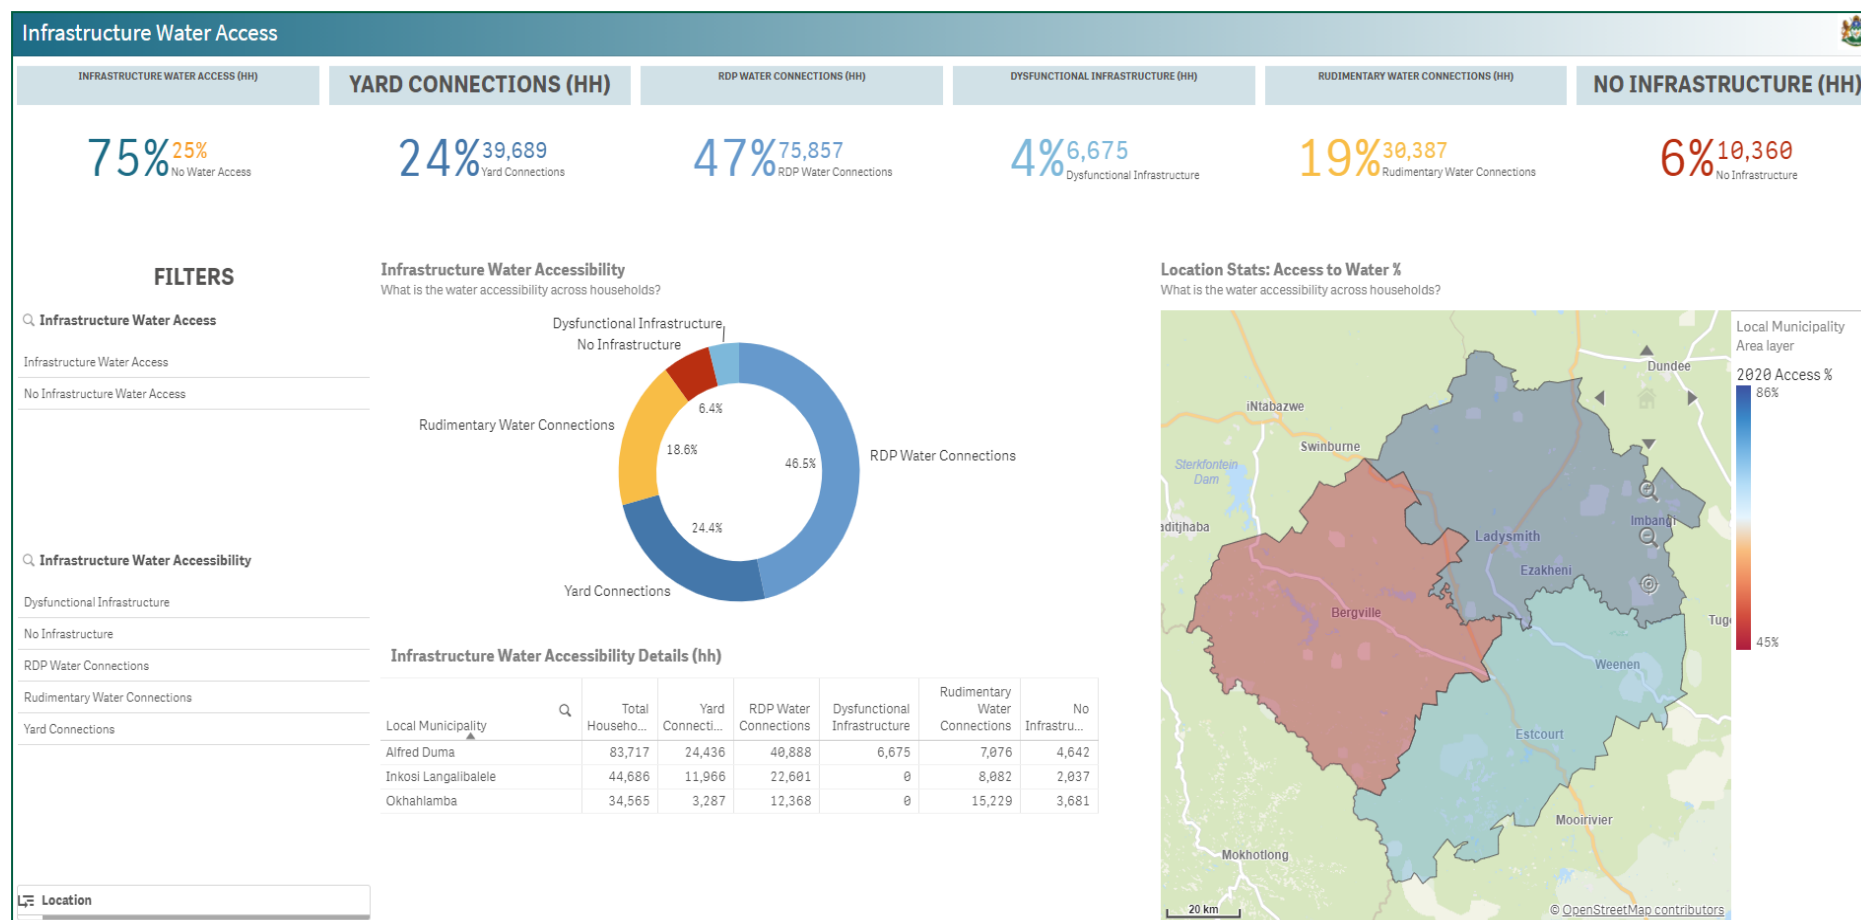 Infrastructure Water Access
INFRASTRUCTURE WATER ACCESS (HH)
YARD CONNECTIONS (HH)
RDP WATER CONNECTIONS (HH)
DYSFUNCTIONAL INFRASTRUCTURE (HH)
RUDIMENTARY WATER CONNECTIONS (HH)
NO INFRASTRUCTURE (HH)
75% 25%
No Water Access
24% 39,689
Yard Connections
47% 75,857
RDP Water Connections
4% 6,675
Dysfunctional Infrastructure
19% 30,387
Rudimentary Water Connections
6% 10,360
No Infrastructure
FILTERS
Infrastructure Water Access
Infrastructure Water Access
No Infrastructure Water Access
Infrastructure Water Accessibility
Dysfunctional Infrastructure
No Infrastructure
RDP Water Connections
Rudimentary Water Connections
Yard Connections
Location
Infrastructure Water Accessibility
What is the water accessibility across households?
Dysfunctional Infrastructure
No Infrastructure
6.4%
Rudimentary Water Connections
18.6%
46.5%
RDP Water Connections
24.4%
Yard Connections
Infrastructure Water Accessibility Details (hh)
Local Municipality
Total Househo...
Yard Connecti...
RDP Water Connections
Dysfunctional Infrastructure
Rudimentary Water Connections
No Infrastru...
Alfred Duma 83,717 24,436 40,888 6,675 7,076 4,642
Inkosi Langalibalele 44,686 11,966 22,601 0 8,082 2,037
Okhahlamba 34,565 3,287 12,368 0 15,229 3,681
Location Stats: Access to Water %
What is the water accessibility across households?
Dundee
iNtabazwe
Swinburne
Sterkfontein
Dam
aditjhaba
Imbangi
Ladysmith
Ezakheni
Bergville
Tuge
Weenen
Estcourt
Mooirivier
Mokhotlong
20 km
© OpenStreetMap contributors
Local Municipality
Area layer
2020 Access %
86%
45%